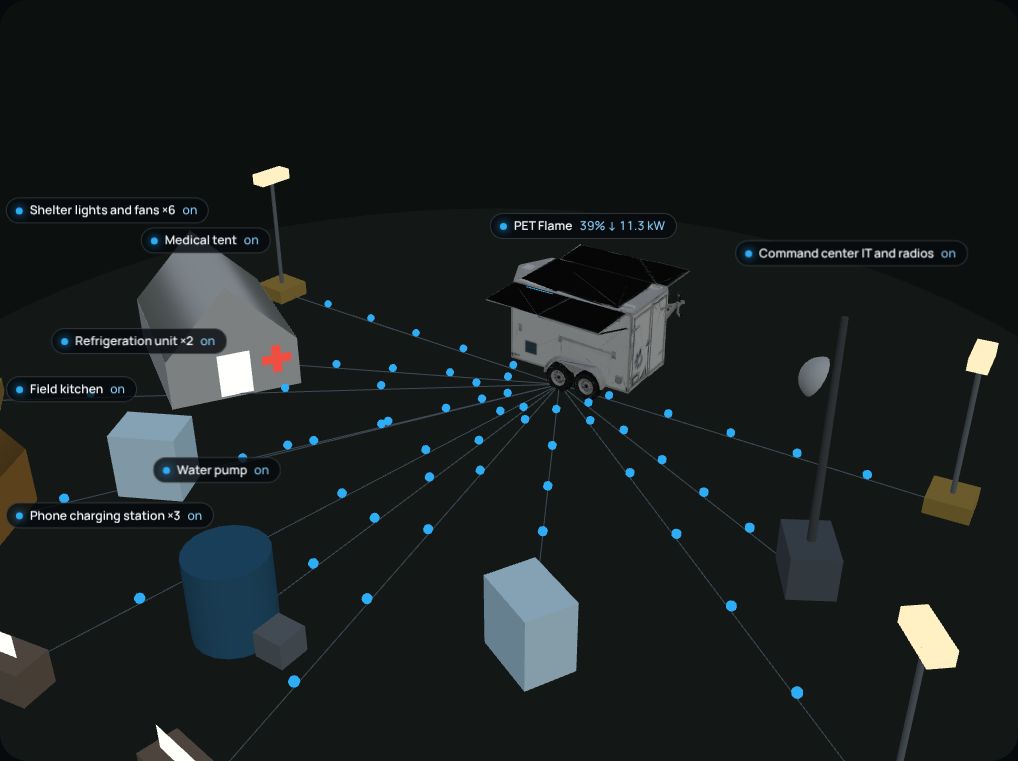 Shelter lights and fans ×6 on
PET Flame 39% ↓ 11.3 kW
Medical tent on
Command center IT and radios on
Refrigeration unit ×2 on
Field kitchen on
Water pump on
Phone charging station ×3 on